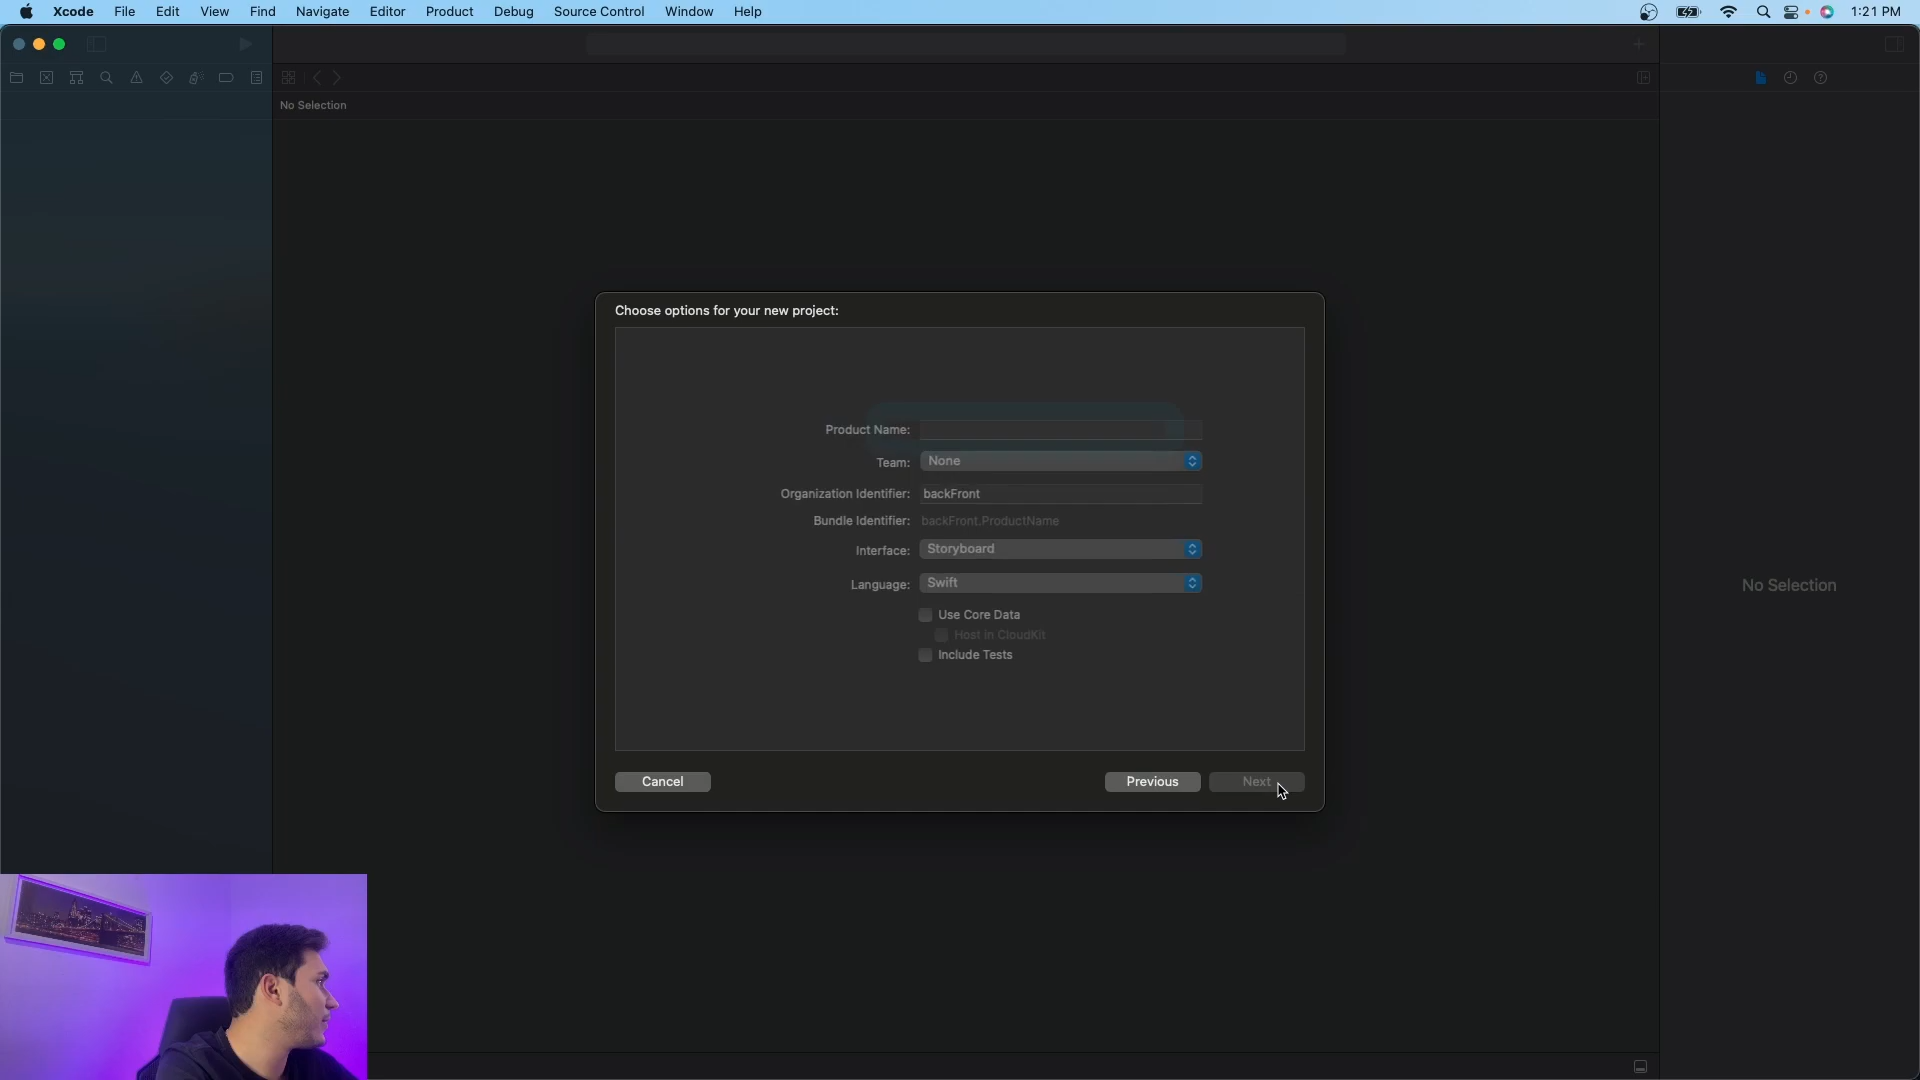 Xcode File Edit View Find Navigate Editor Product Debug Source Control Window Help 1:21 PM
No Selection
Choose options for your new project:
Product Name:
Team: None
Organization Identifier: backFront
Bundle Identifier: backFront.ProductName
Interface: Storyboard
Language: Swift
Use Core Data
Host in CloudKit
Include Tests
Cancel Previous Next
No Selection